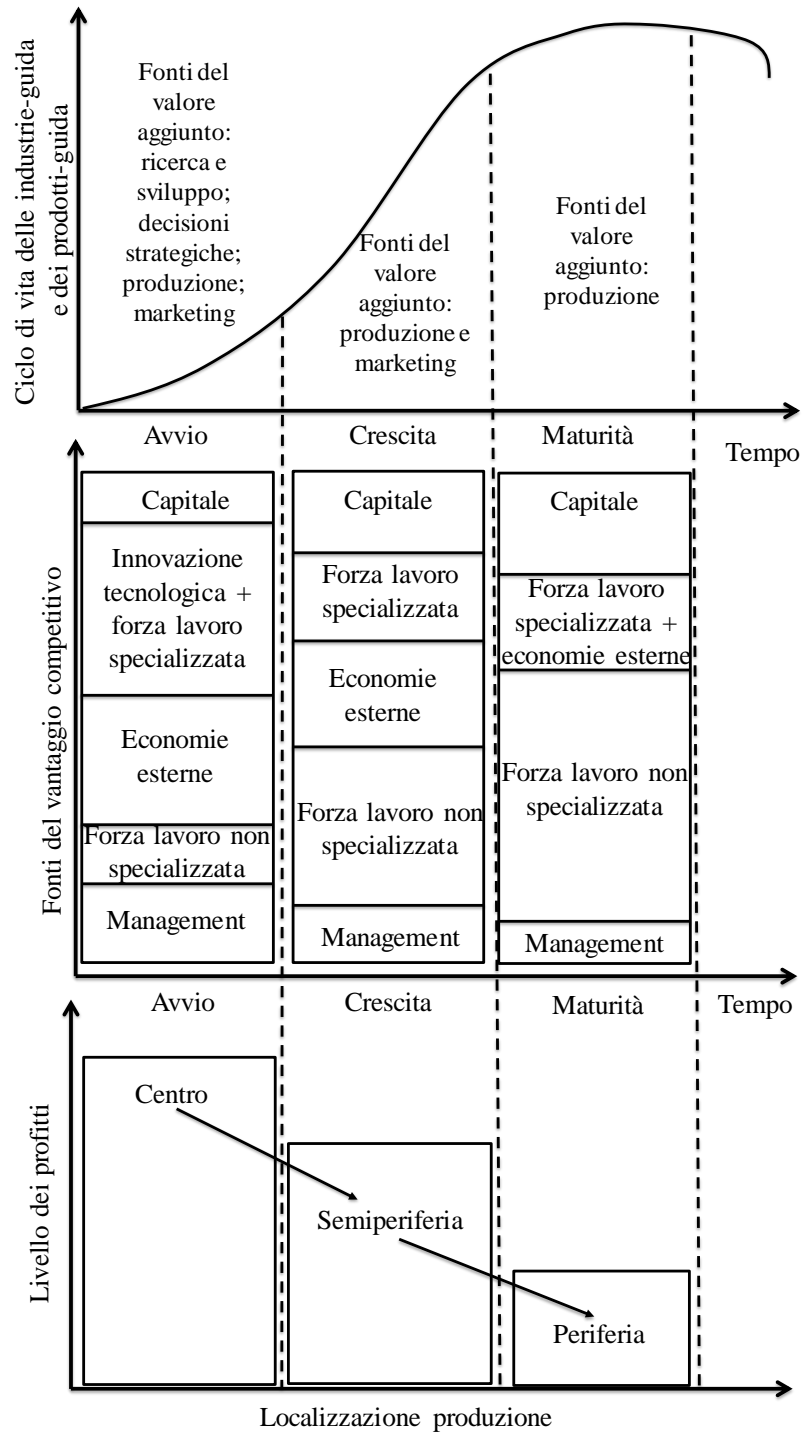 Ciclo di vita delle industrie-guida
e dei prodotti-guida
Fonti del
valore
aggiunto:
ricerca e
sviluppo;
decisioni
strategiche;
produzione;
marketing
Fonti del
valore
aggiunto:
produzione e
marketing
Fonti del
valore
aggiunto:
produzione
Avvio
Crescita
Maturità
Tempo
Fonti del vantaggio competitivo
Capitale
Innovazione
tecnologica +
forza lavoro
specializzata
Economie
esterne
Forza lavoro non
specializzata
Management
Capitale
Forza lavoro
specializzata
Economie
esterne
Forza lavoro non
specializzata
Management
Capitale
Forza lavoro
specializzata +
economie esterne
Forza lavoro non
specializzata
Management
Avvio
Crescita
Maturità
Tempo
Livello dei profitti
Centro
Semiperiferia
Periferia
Localizzazione produzione